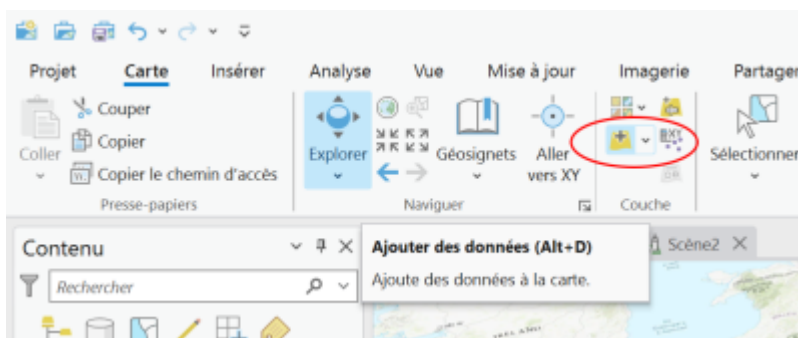 Projet Carte Insérer Analyse Vue Mise à jour Imagerie Partager
Couper
Copier
Copier le chemin d'accès
Coller
Presse-papiers
Explorer
Géosignets
Aller
vers XY
Naviguer
XY
Couche
Sélectionner
Contenu
Rechercher
Ajouter des données (Alt+D)
Ajoute des données à la carte.
Scène2